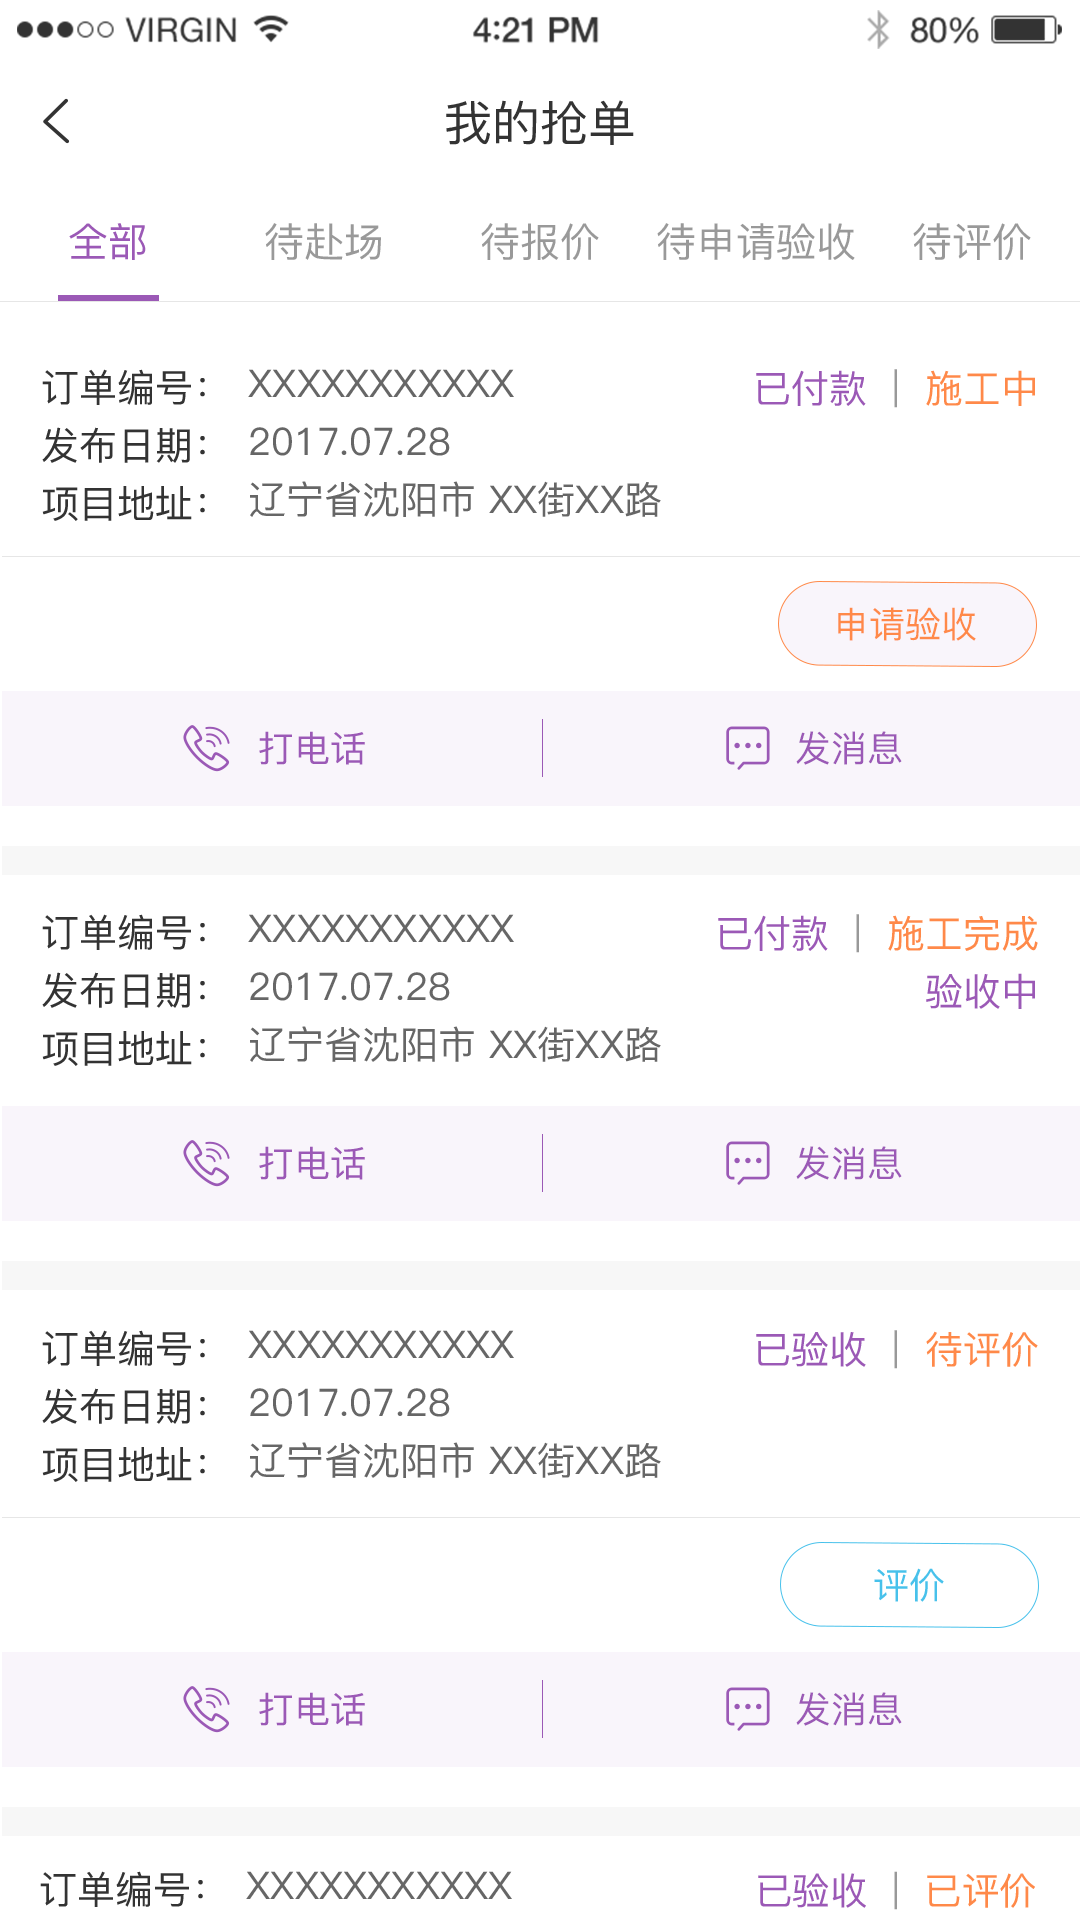 VIRGIN 4:21 PM 80%
我的抢单
全部 待赴场 待报价 待申请验收 待评价
订单编号： XXXXXXXXXXX 已付款 | 施工中
发布日期： 2017.07.28
项目地址： 辽宁省沈阳市 XX街XX路
申请验收
打电话 发消息
订单编号： XXXXXXXXXXX 已付款 | 施工完成
发布日期： 2017.07.28 验收中
项目地址： 辽宁省沈阳市 XX街XX路
打电话 发消息
订单编号： XXXXXXXXXXX 已验收 | 待评价
发布日期： 2017.07.28
项目地址： 辽宁省沈阳市 XX街XX路
评价
打电话 发消息
订单编号： XXXXXXXXXXX 已验收 | 已评价